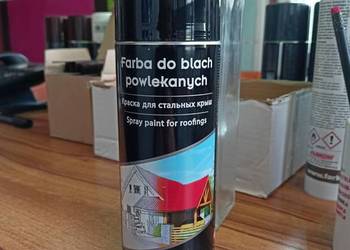 Farba do blach
powlekanych
Краска для стальных крыш
Spray paint for roofings